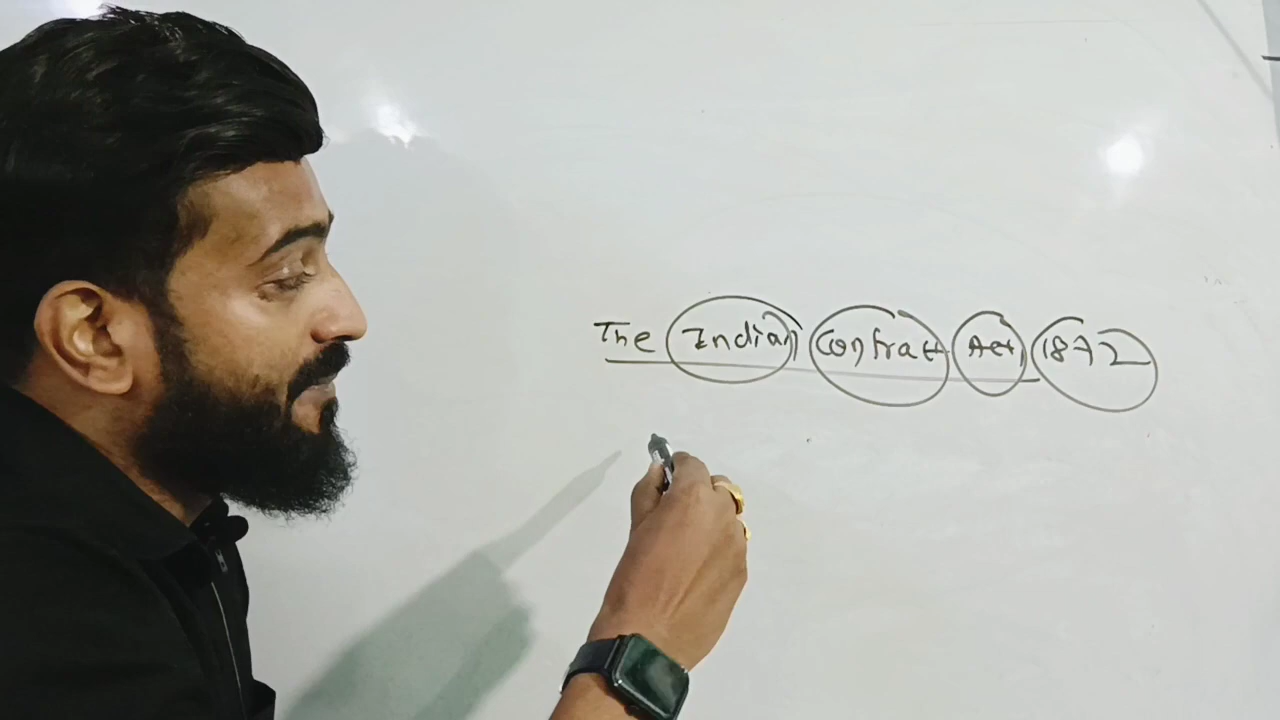 The Indian Contract Act, 1872